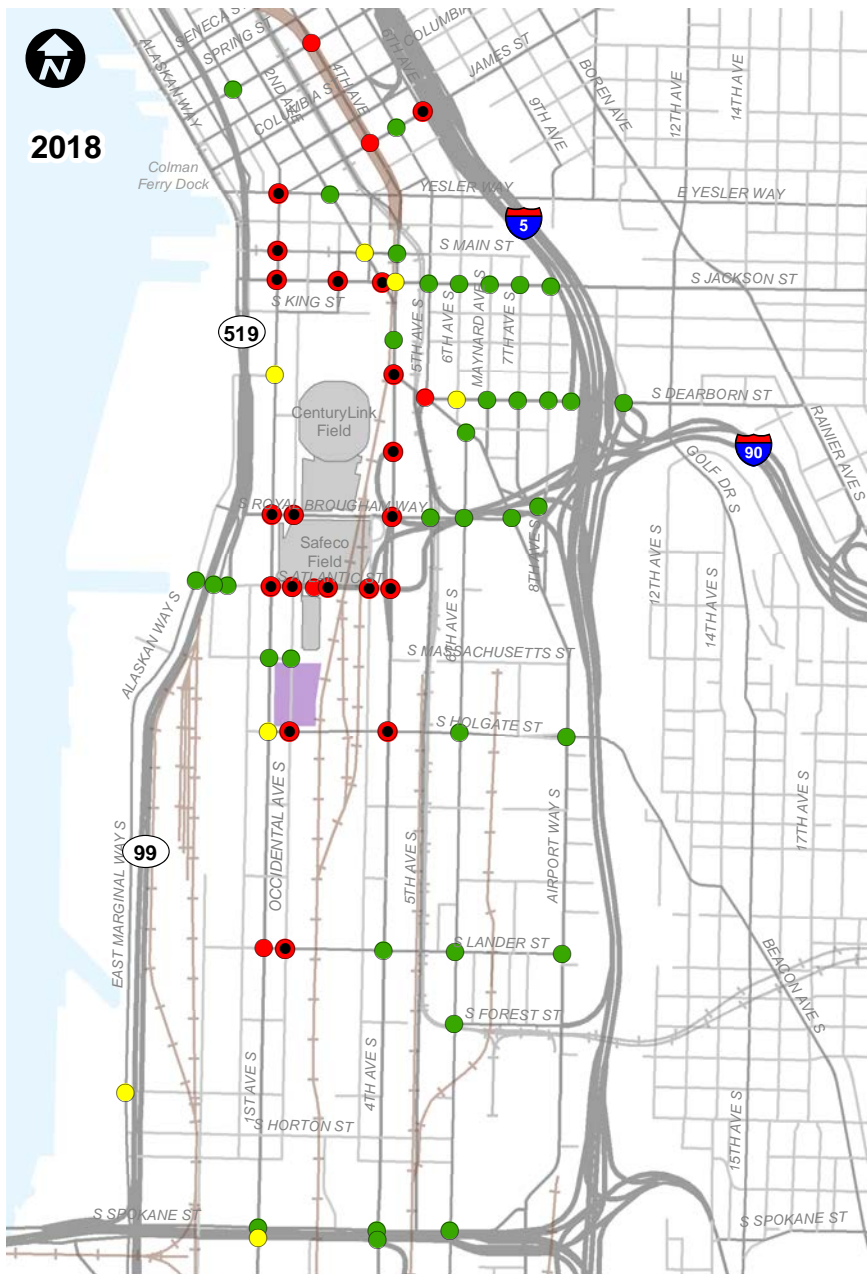 SENECA ST
SPRING ST
COLUMBIA
6TH AVE
4TH AVE
ALASKAN WAY
2ND AVE
JAMES ST
BOREN AVE
12TH AVE
14TH AVE
N
2018
COLUMBIA ST
9TH AVE
Colman
Ferry Dock
YESLER WAY
E YESLER WAY
5
S MAIN ST
S JACKSON ST
S KING ST
5TH AVE S
6TH AVE S
MAYNARD AVE S
7TH AVE S
519
S DEARBORN ST
CenturyLink
Field
RAINIER AVE S
90
GOLF DR S
S ROYAL BROUGHAM WAY
Safeco
Field
8TH AVE S
S ATLANTIC ST
12TH AVE S
14TH AVE S
ALASKAN WAY S
6TH AVE S
S MASSACHUSETTS ST
S HOLGATE ST
OCCIDENTAL AVE S
17TH AVE S
EAST MARGINAL WAY S
99
5TH AVE S
AIRPORT WAY S
S LANDER ST
BEACON AVE S
S FOREST ST
1ST AVE S
4TH AVE S
S HORTON ST
15TH AVE S
S SPOKANE ST
S SPOKANE ST